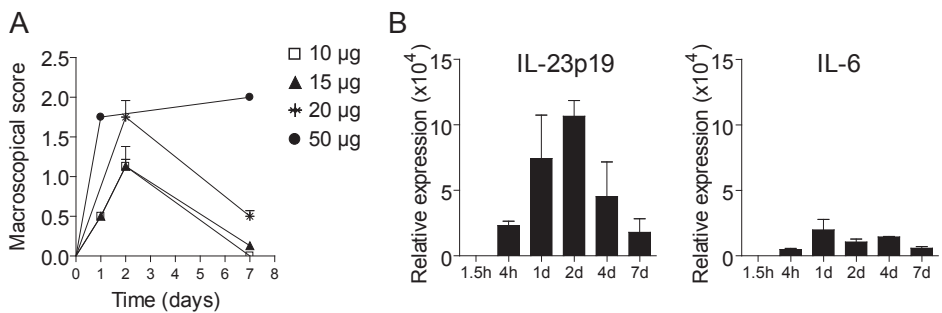 A
Macroscopical score
2.5
2.0
1.5
1.0
0.5
0.0
0 1 2 3 4 5 6 7 8
Time (days)
10 µg
15 µg
20 µg
50 µg
B
IL-23p19
Relative expression (x10⁴)
15
10
5
0
1.5h 4h 1d 2d 4d 7d
IL-6
Relative expression (x10⁴)
15
10
5
0
1.5h 4h 1d 2d 4d 7d